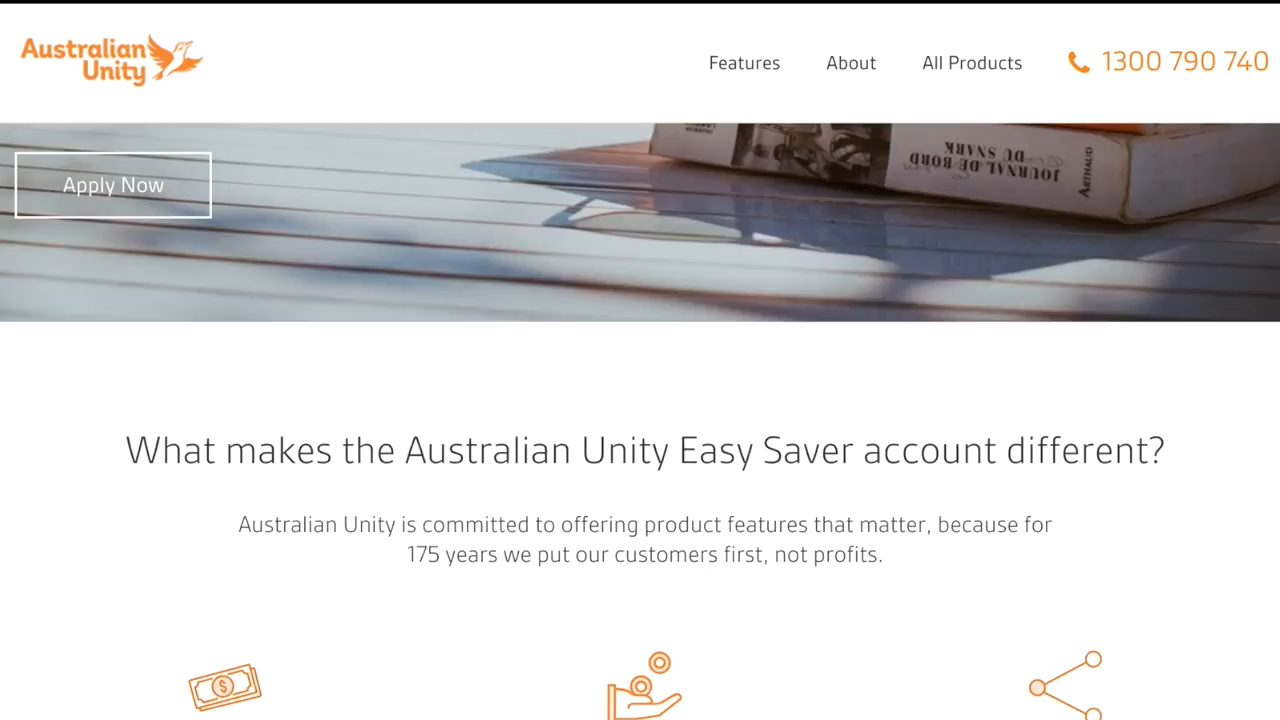 Australian
Unity
Features
About
All Products
1300 790 740
Apply Now
JOURNAL DE BORD
DU SNARK
ARTHAUD
What makes the Australian Unity Easy Saver account different?
Australian Unity is committed to offering product features that matter, because for
175 years we put our customers first, not profits.
$